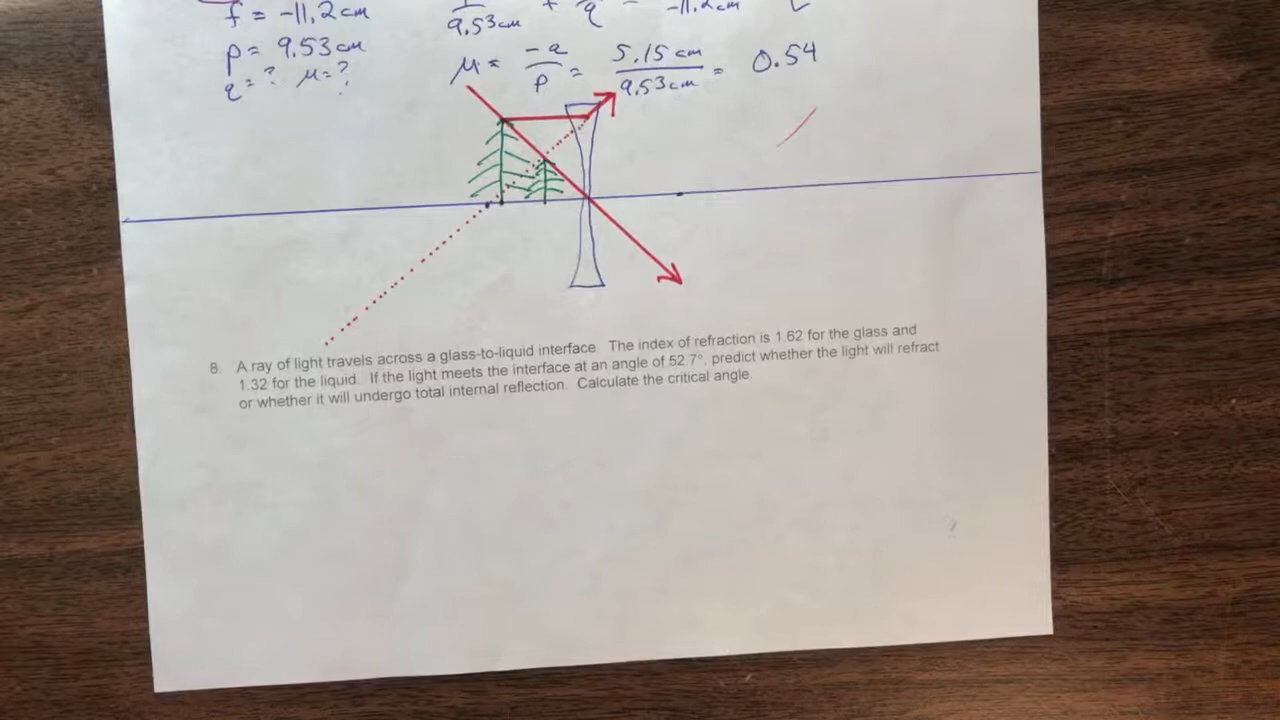 f = -11.2 cm
9.53 cm + q -11.2 cm
p = 9.53 cm
q = ? M = ?
M = -q/p = 5.15 cm/9.53 cm = 0.54
8. A ray of light travels across a glass-to-liquid interface. The index of refraction is 1.62 for the glass and
1.32 for the liquid. If the light meets the interface at an angle of 52.7°, predict whether the light will refract
or whether it will undergo total internal reflection. Calculate the critical angle.